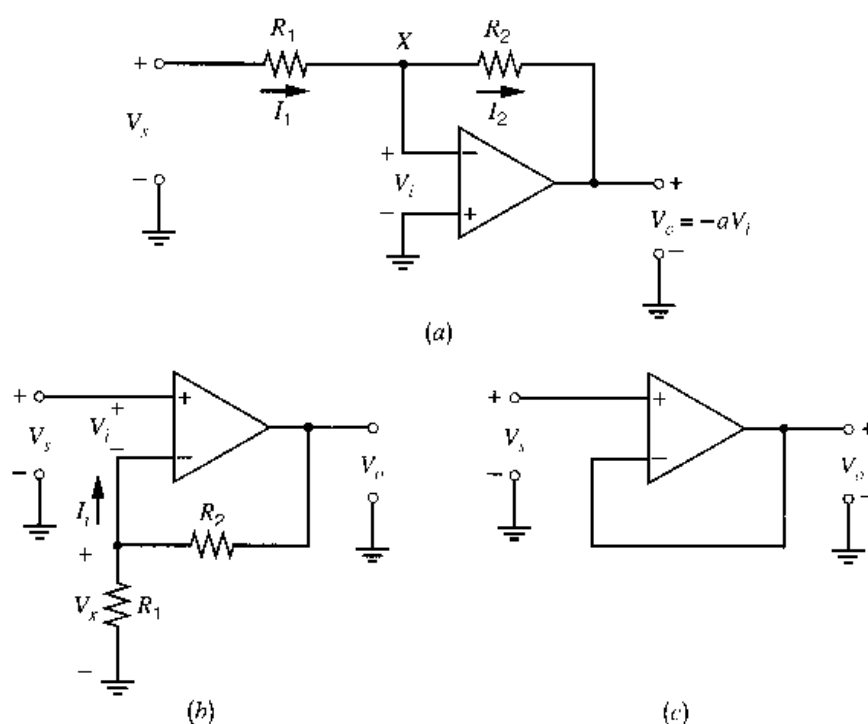 R1 X R2
+ I1 I2
Vs + −
− Vi
− + +
Vo = −aVi
−
(a)
+ + +
Vs Vi −
− Vo
Ii R2
+
Vx R1
−
(b)
+ + +
Vs −
− Vo
−
(c)